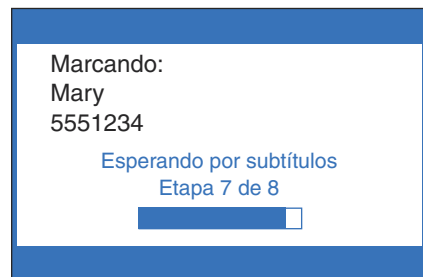 Marcando:
Mary
5551234
Esperando por subtítulos
Etapa 7 de 8